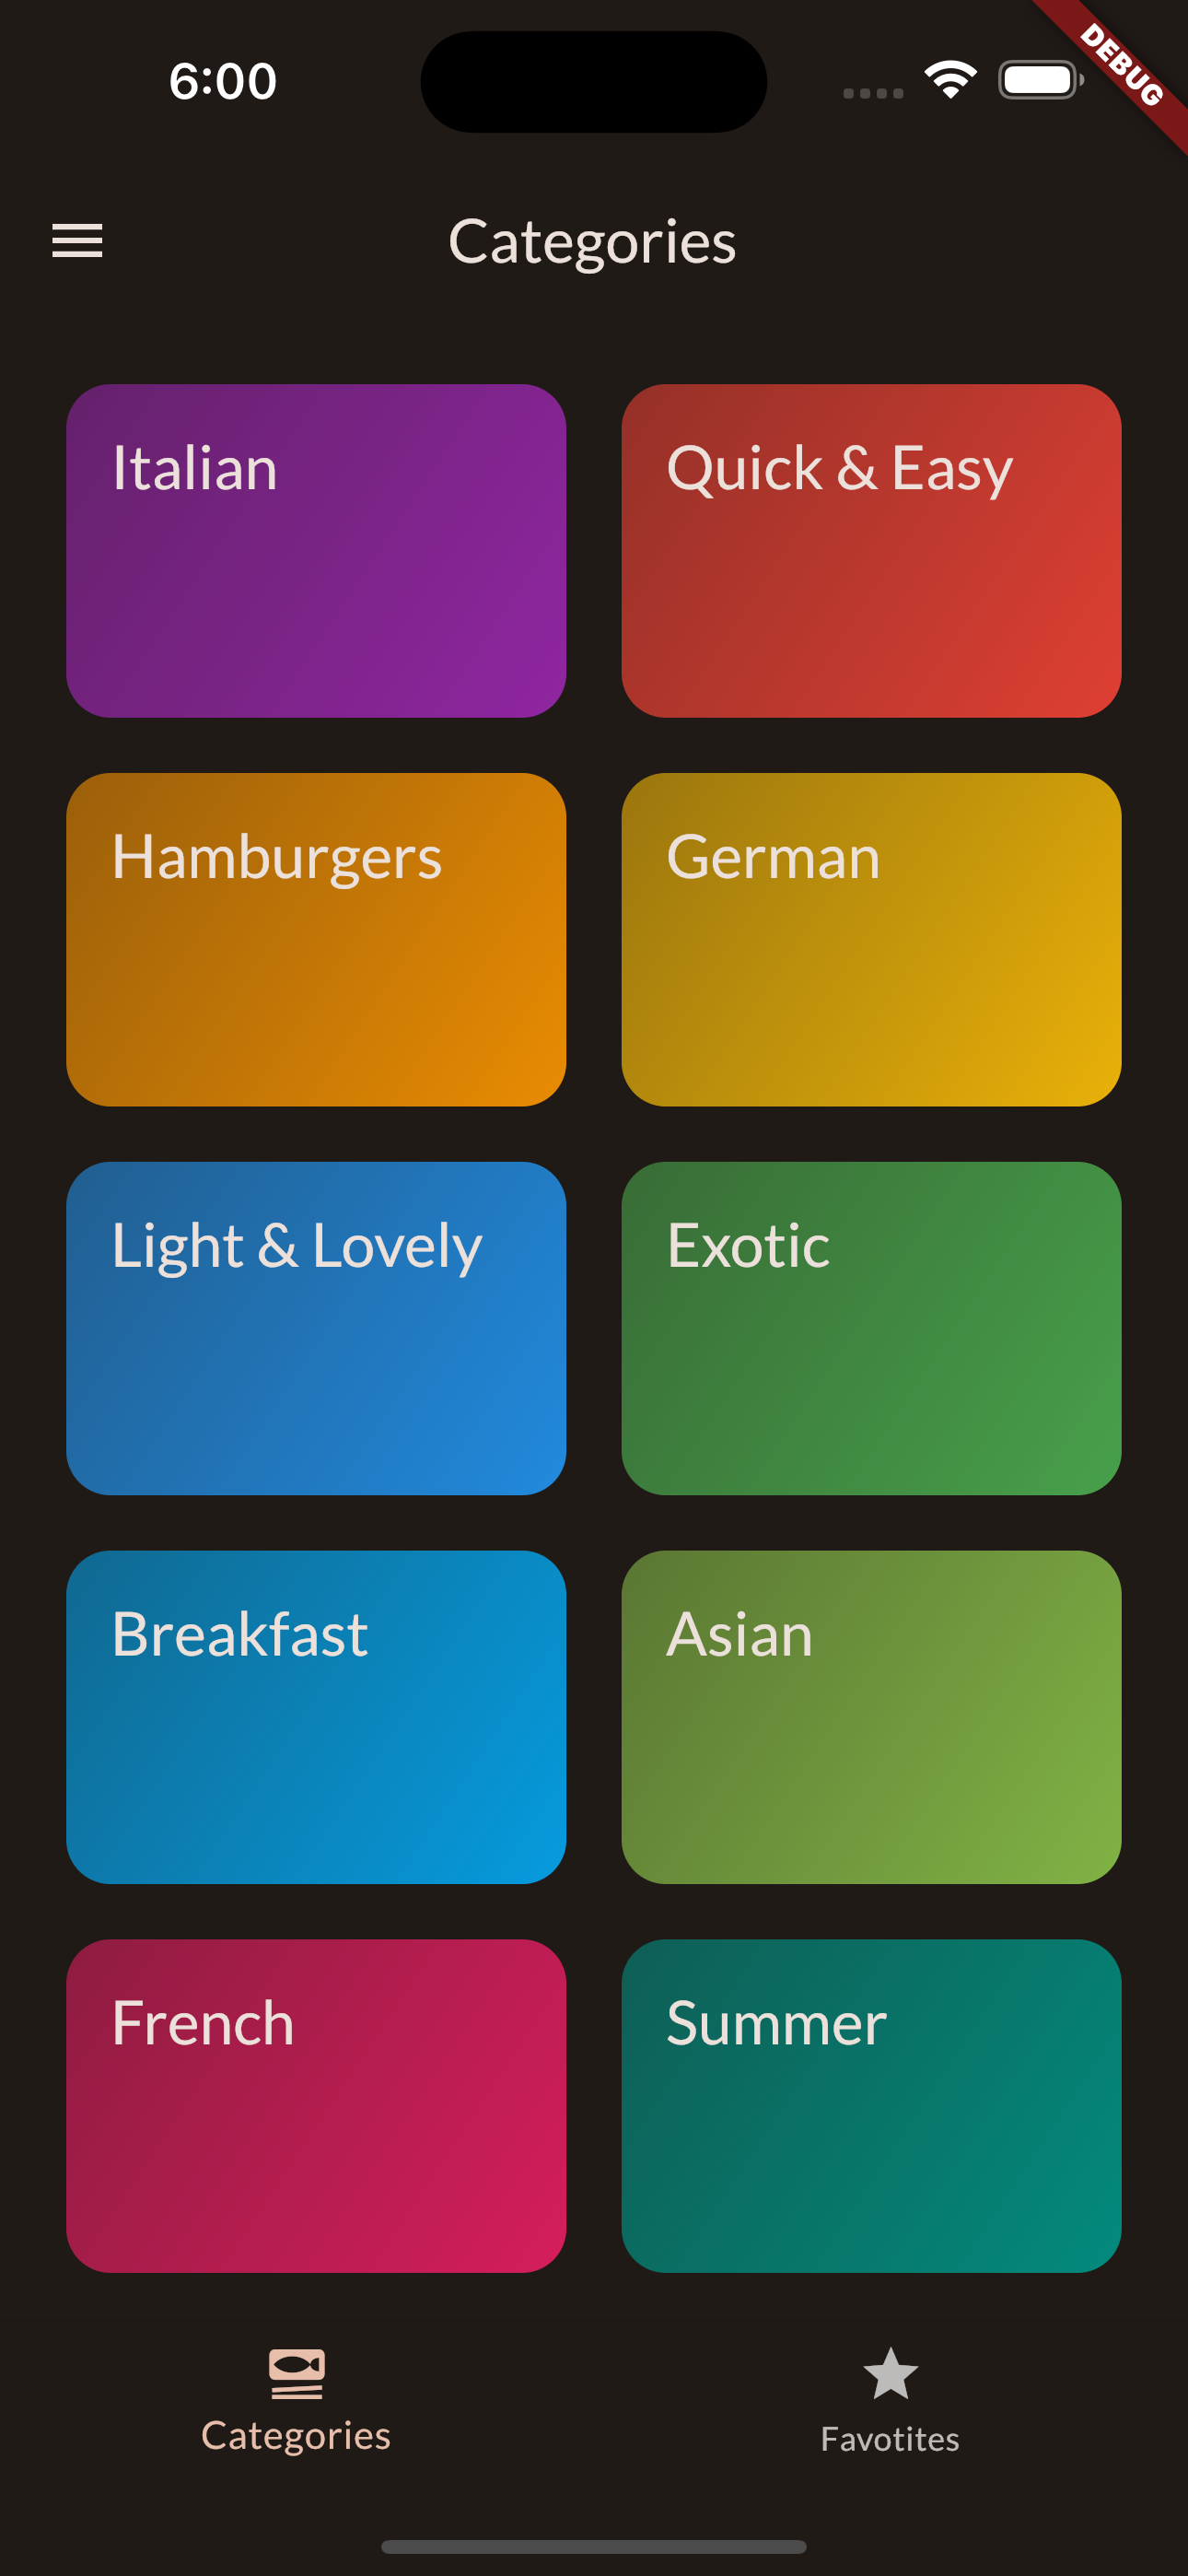 6:00
DEBUG
Categories
Italian
Quick & Easy
Hamburgers
German
Light & Lovely
Exotic
Breakfast
Asian
French
Summer
Categories
Favotites